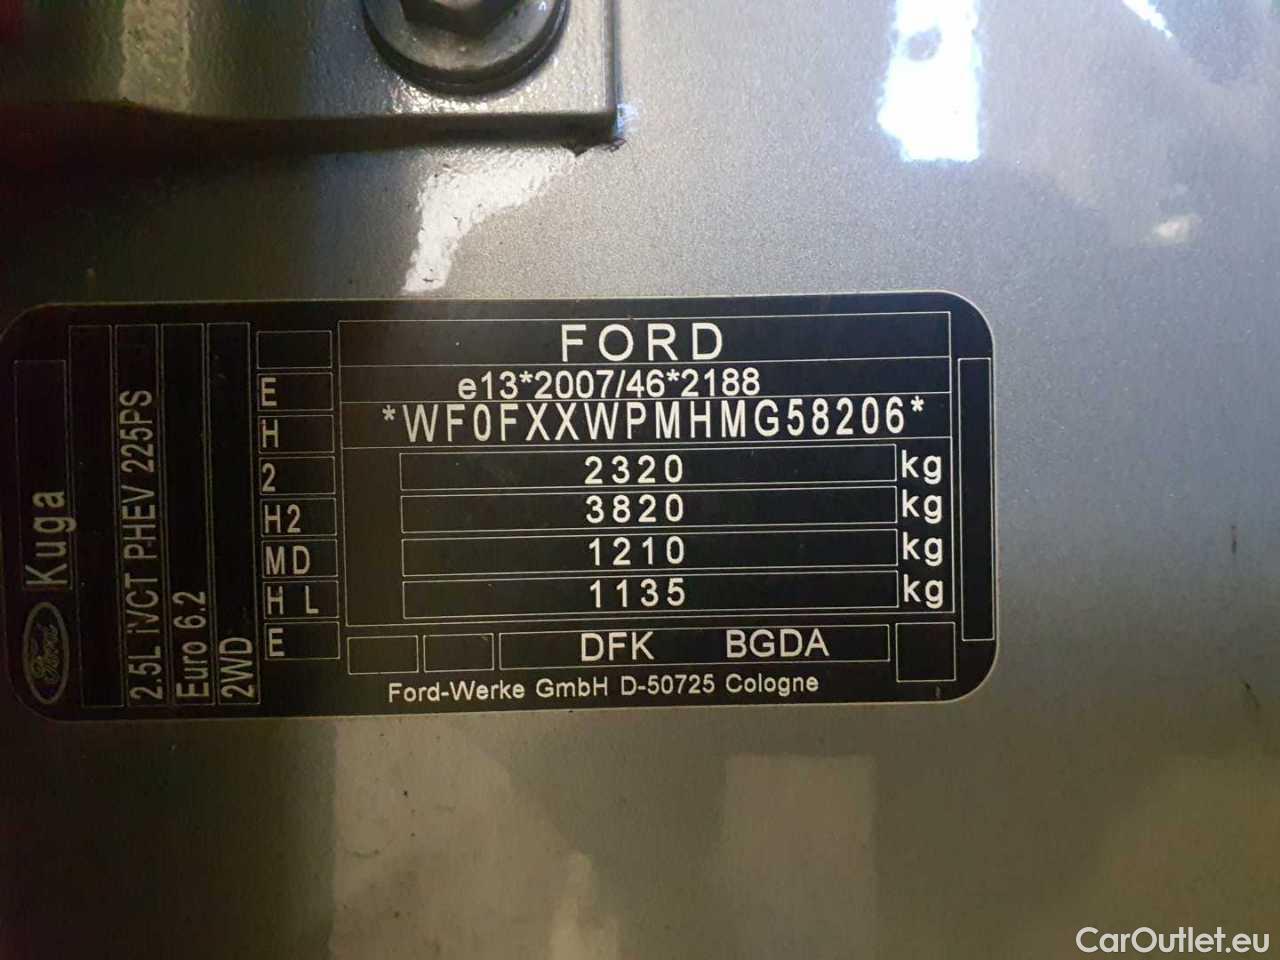 FORD
e13*2007/46*2188
*WF0FXXWPMHMG58206*
2320 kg
3820 kg
1210 kg
1135 kg
DFK BGDA
Ford-Werke GmbH D-50725 Cologne
E
H
2
H2
MD
H L
E
Ford Kuga
2.5L iVCT PHEV 225PS
Euro 6.2
2WD
CarOutlet.eu